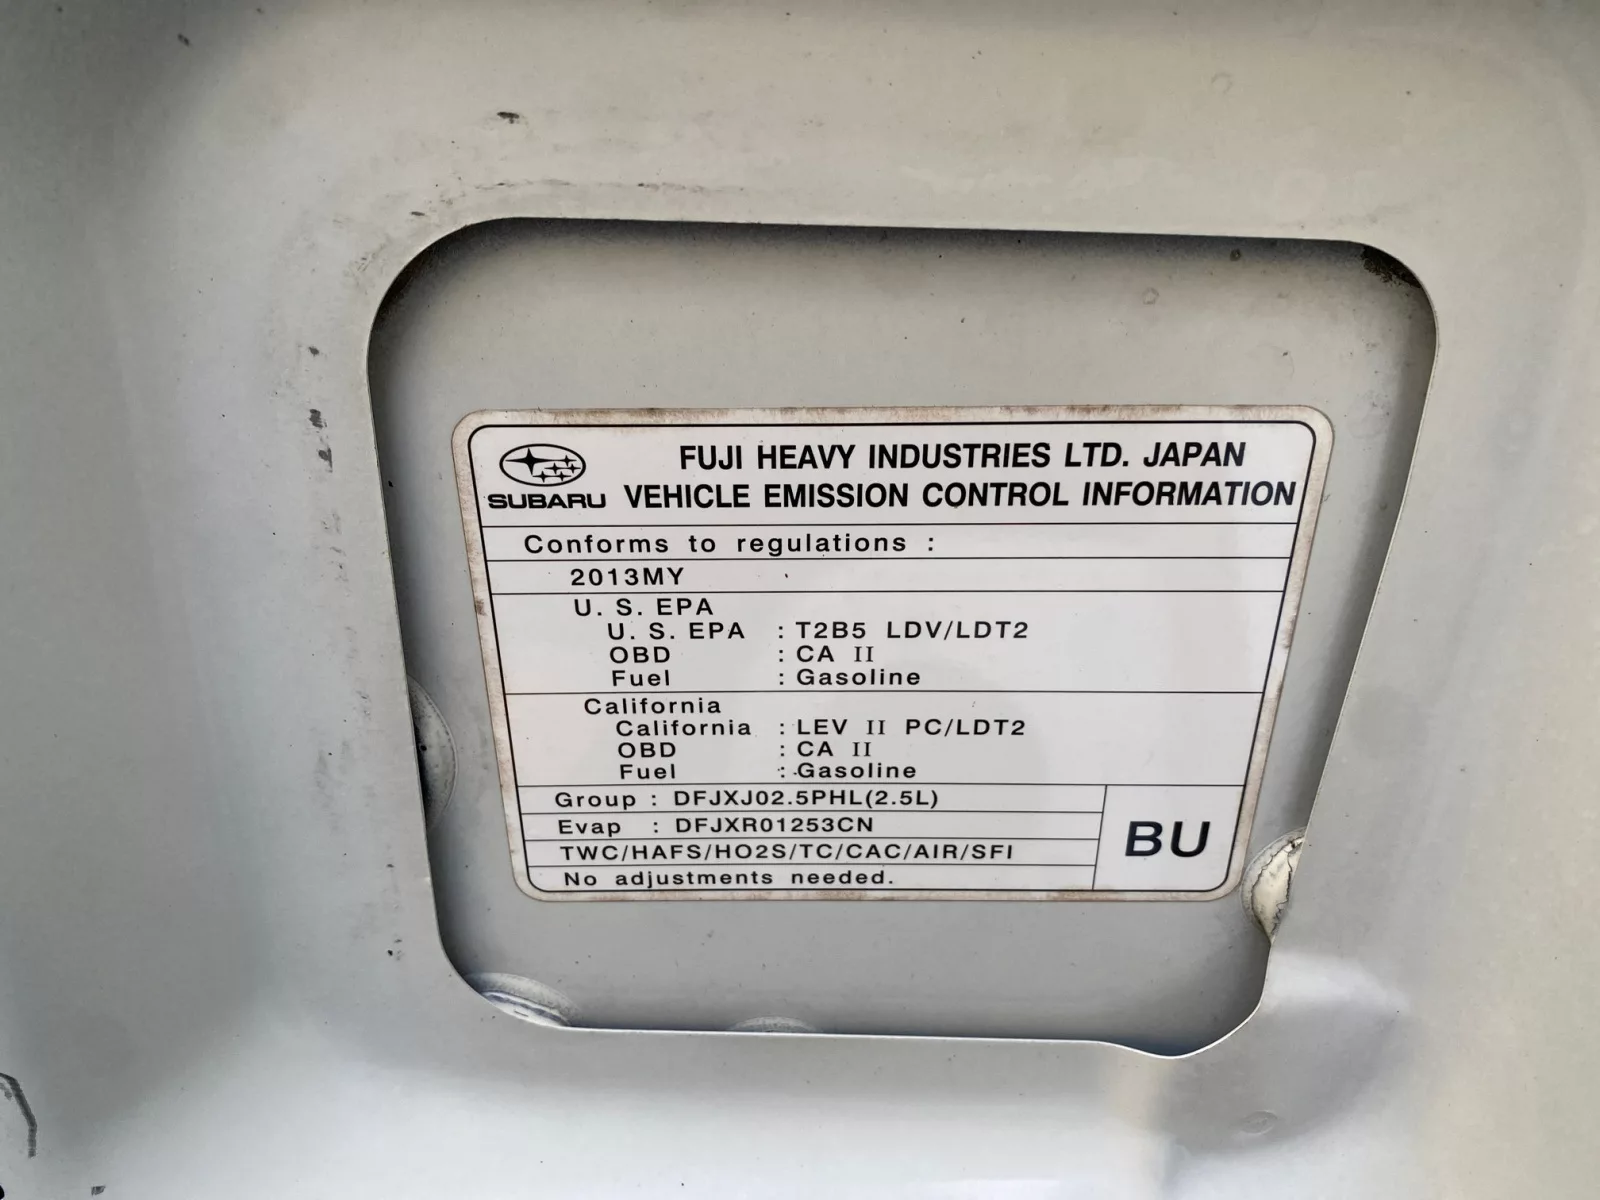 FUJI HEAVY INDUSTRIES LTD. JAPAN
SUBARU VEHICLE EMISSION CONTROL INFORMATION
Conforms to regulations :
2013MY
U. S. EPA
U. S. EPA : T2B5 LDV/LDT2
OBD : CA II
Fuel : Gasoline
California
California : LEV II PC/LDT2
OBD : CA II
Fuel : Gasoline
Group : DFJXJ02.5PHL(2.5L)
Evap : DFJXR01253CN
BU
TWC/HAFS/HO2S/TC/CAC/AIR/SFI
No adjustments needed.